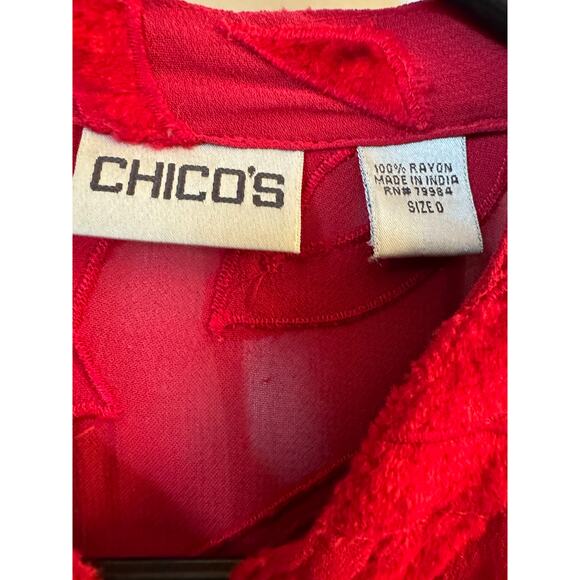 CHICO'S
100% RAYON
MADE IN INDIA
RN# 79984
SIZE 0